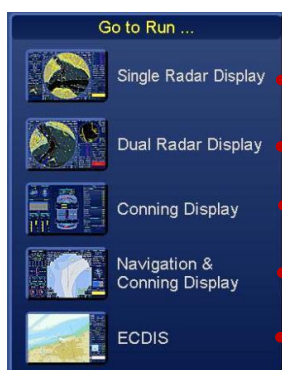 Go to Run ...
Single Radar Display
Dual Radar Display
Conning Display
Navigation &
Conning Display
ECDIS